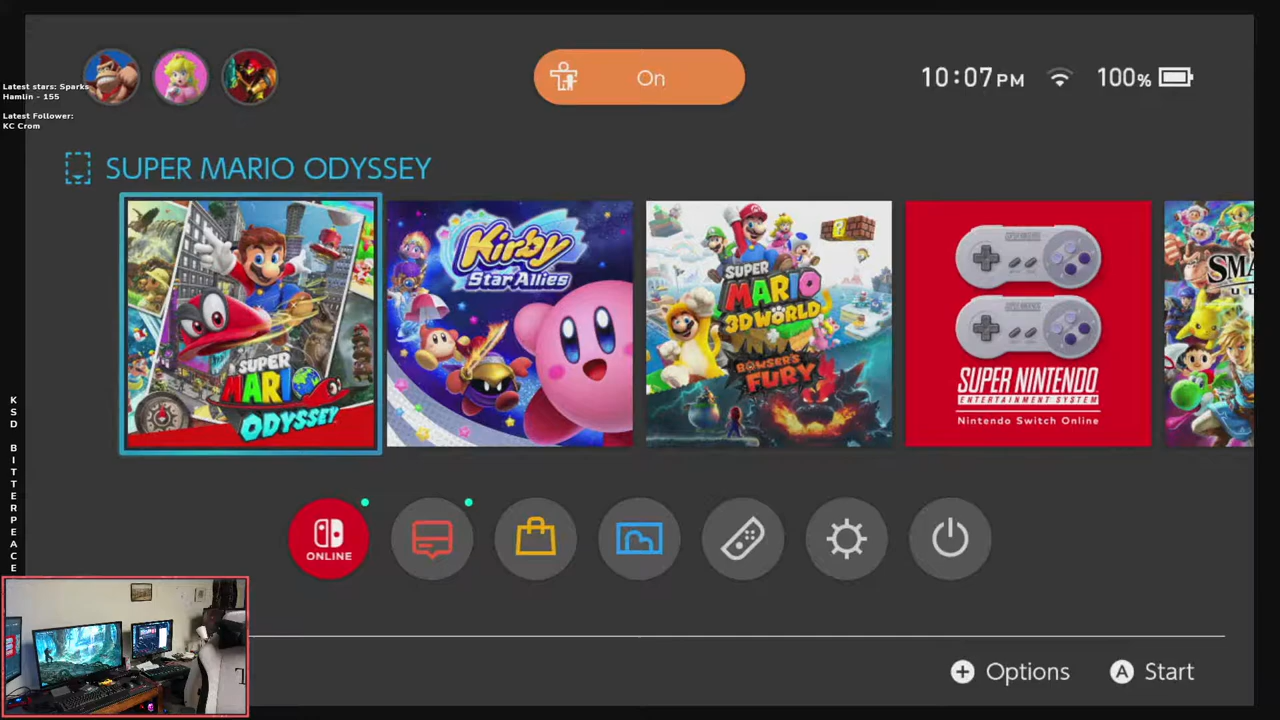 On
10:07 PM
100%
Latest stars: Sparks
Hamlin - 155
Latest Follower:
KC Crom
SUPER MARIO ODYSSEY
SUPER
MARIO
ODYSSEY
Kirby
Star Allies
SUPER
MARIO
3D WORLD
BOWSER'S
FURY
SUPER NINTENDO
ENTERTAINMENT SYSTEM
Nintendo Switch Online
KSD BITTERPEACE
ONLINE
Options
A Start